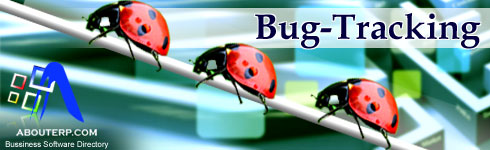 Bug-Tracking
ABOUTERP.COM
Bussiness Software Directory